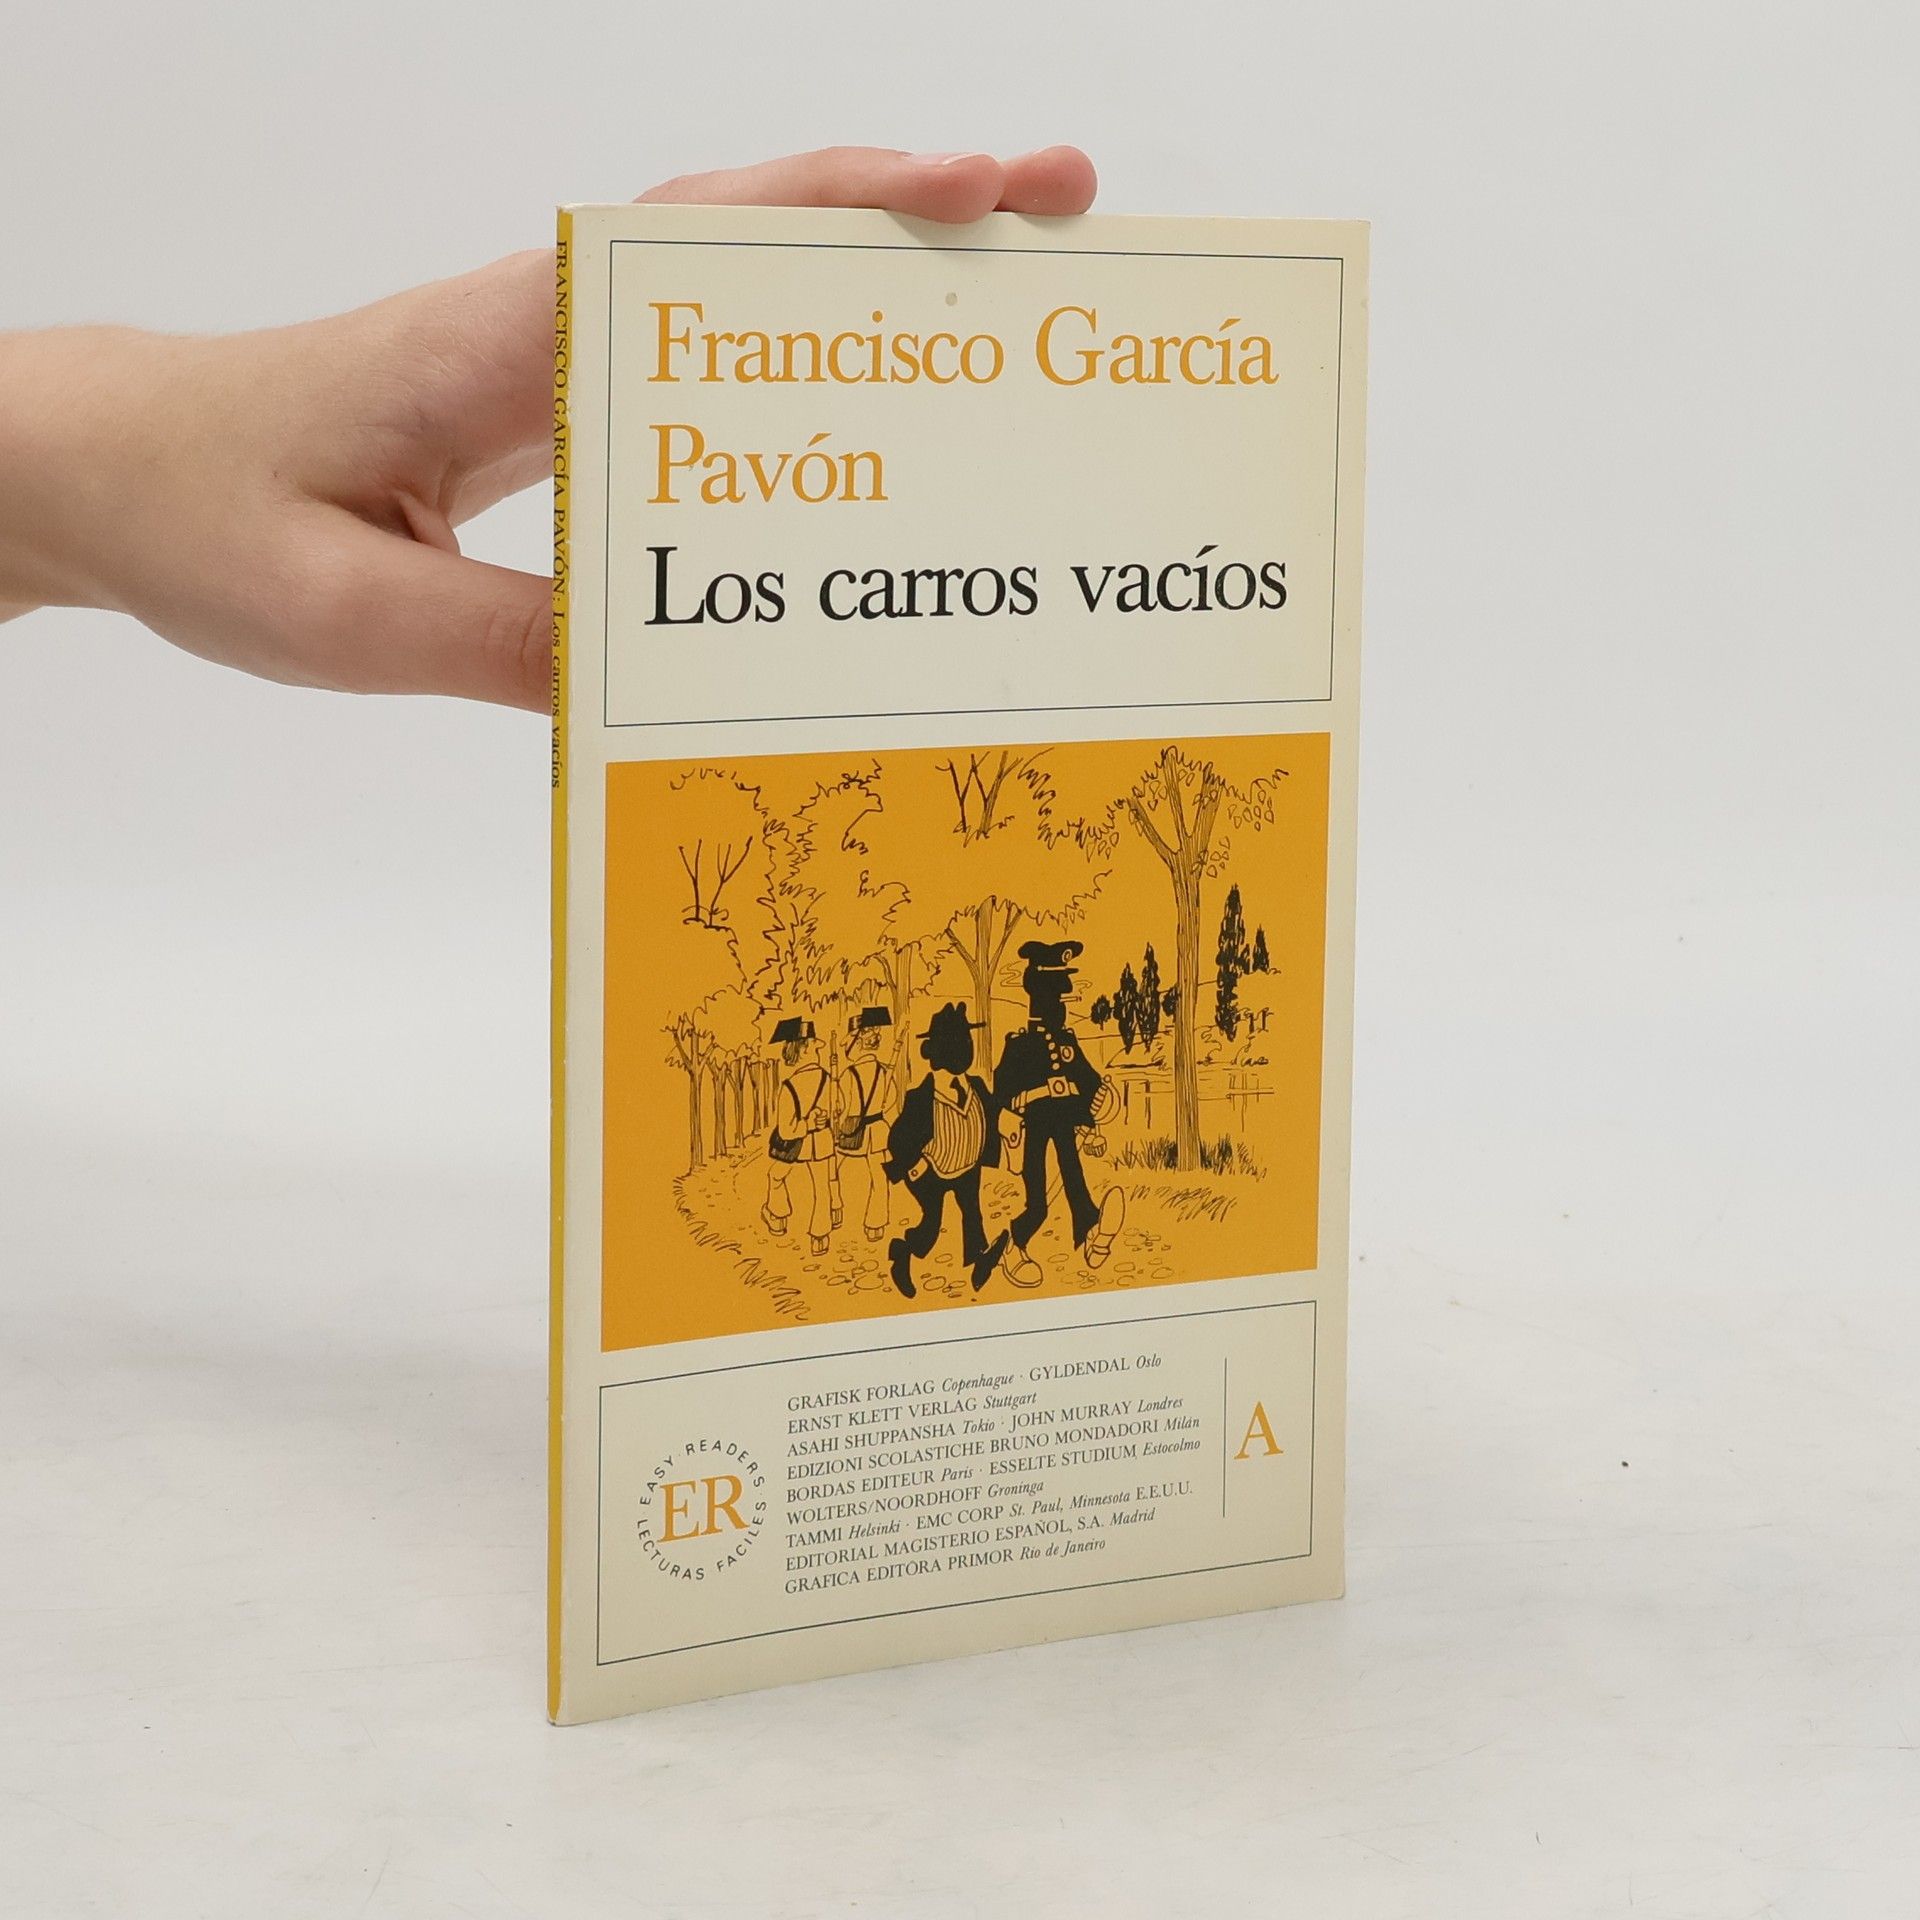 FRANCISCO GARCÍA PAVÓN: Los carros vacíos
Francisco García
Pavón
Los carros vacíos
EASY · READERS ·
ER
LECTURAS FACILES ·
GRAFISK FORLAG Copenhague · GYLDENDAL Oslo
ERNST KLETT VERLAG Stuttgart
ASAHI SHUPPANSHA Tokio · JOHN MURRAY Londres
EDIZIONI SCOLASTICHE BRUNO MONDADORI Milán
BORDAS EDITEUR Paris · ESSELTE STUDIUM, Estocolmo
WOLTERS/NOORDHOFF Groninga
TAMMI Helsinki · EMC CORP St. Paul, Minnesota E.E.U.U.
EDITORIAL MAGISTERIO ESPAÑOL, S.A. Madrid
GRAFICA EDITÔRA PRIMOR Rio de Janeiro
A